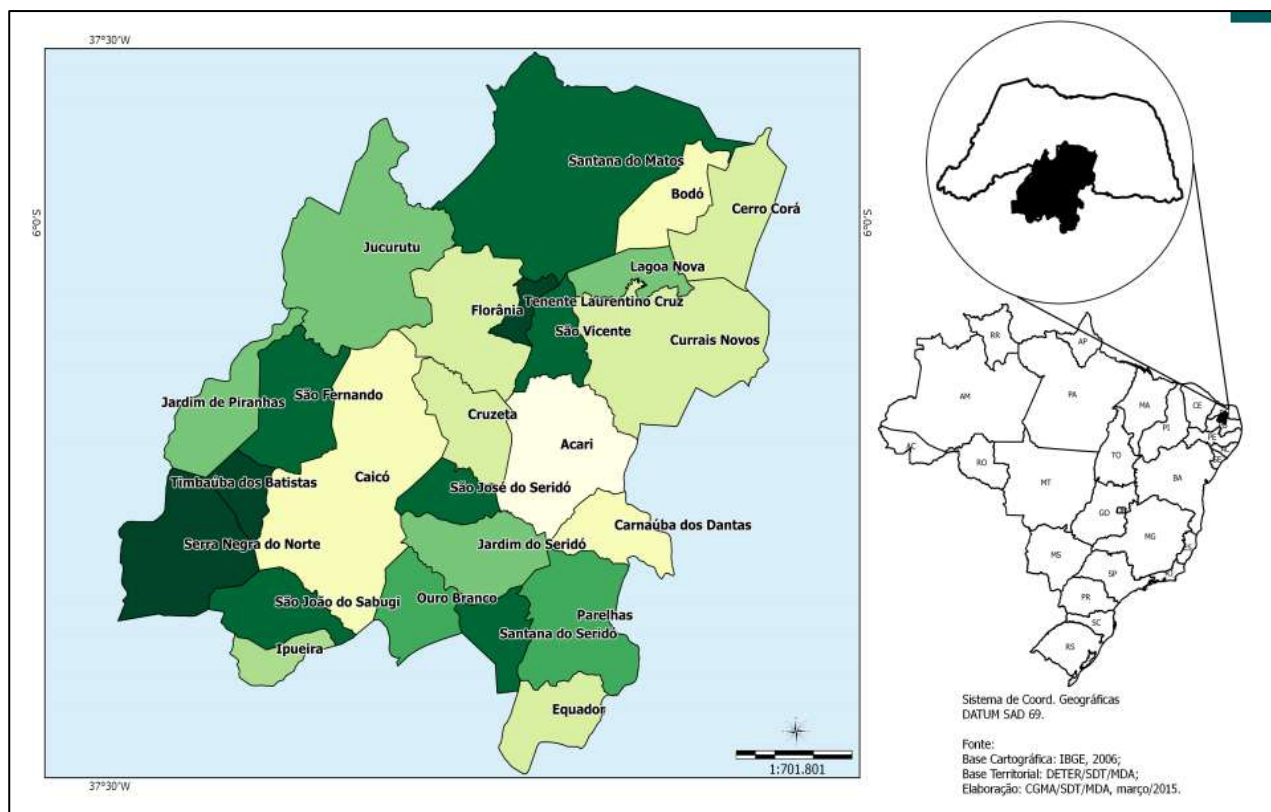 37°30'W
6°0'S
6°0'S
Santana do Matos
Bodó
Cerro Corá
Jucurutu
Lagoa Nova
Florânia
Tenente Laurentino Cruz
São Vicente
Currais Novos
São Fernando
Jardim de Piranhas
Cruzeta
Acari
Timbaúba dos Batistas
Caicó
São José do Seridó
Carnaúba dos Dantas
Serra Negra do Norte
Jardim do Seridó
São João do Sabugi
Ouro Branco
Parelhas
Santana do Seridó
Ipueira
Equador
1:701.801
37°30'W
RR
AP
AM
PA
MA
CE
PI
PE
AC
RO
TO
BA
MT
GO
MG
MS
ES
SP
RJ
PR
SC
RS
Sistema de Coord. Geográficas
DATUM SAD 69.
Fonte:
Base Cartográfica: IBGE, 2006;
Base Territorial: DETER/SDT/MDA;
Elaboração: CGMA/SDT/MDA, março/2015.